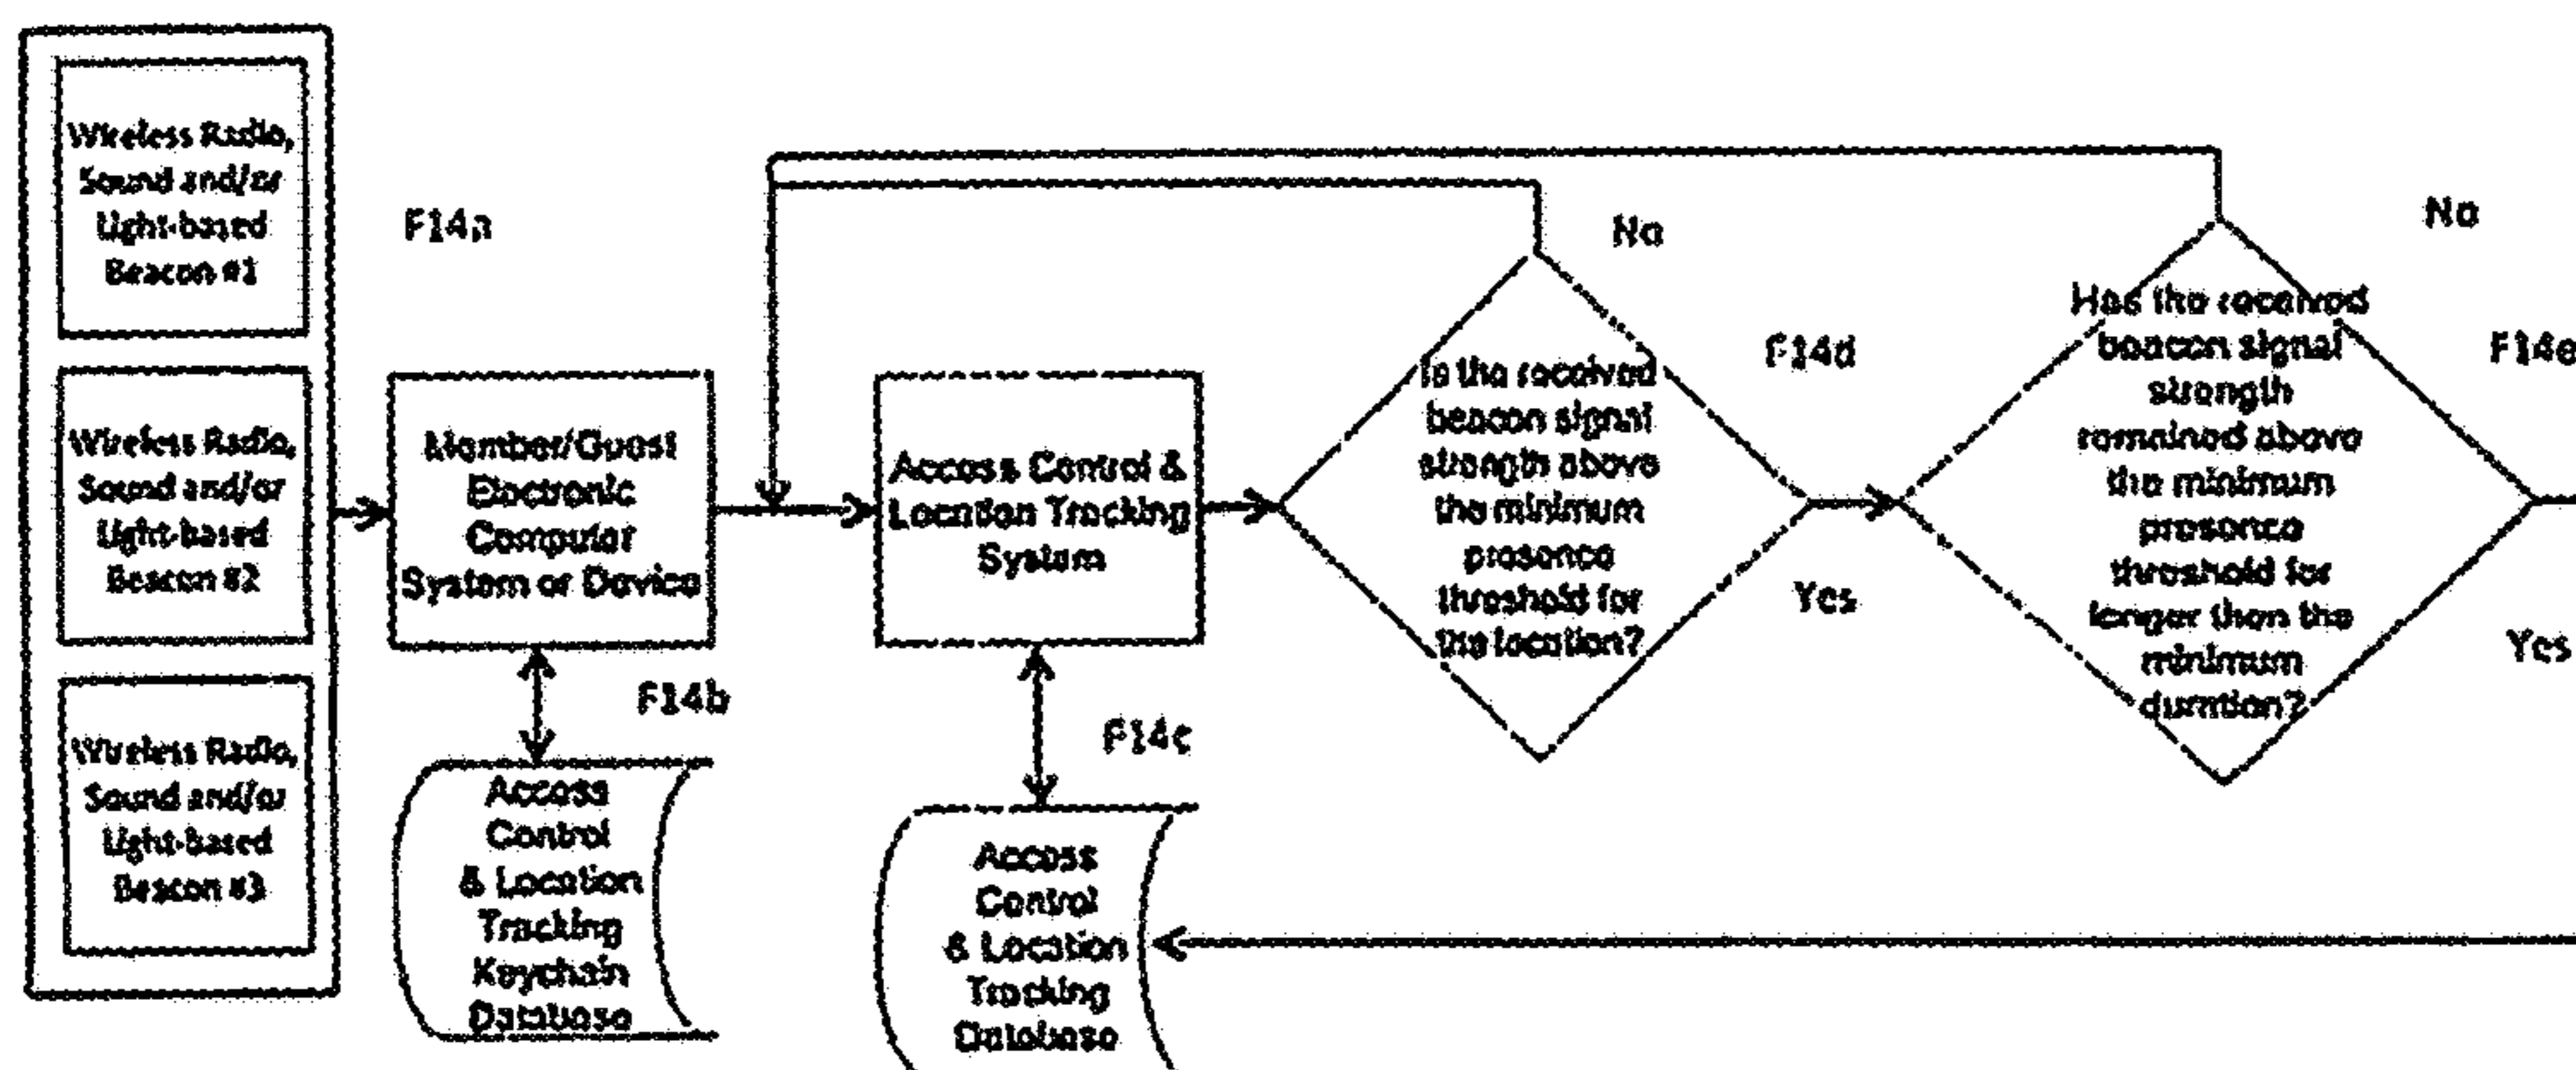 Wireless Radio,
Sound and/or
Light-based
Beacon #1
Wireless Radio,
Sound and/or
Light-based
Beacon #2
Wireless Radio,
Sound and/or
Light-based
Beacon #3
F14a
Member/Guest
Electronic
Computer
System or Device
F14b
Access
Control
& Location
Tracking
Keychain
Database
Access Control &
Location Tracking
System
F14c
Access
Control
& Location
Tracking
Database
No
Is the received
beacon signal
strength above
the minimum
presence
threshold for
the location?
F14d
Yes
No
Has the received
beacon signal
strength
remained above
the minimum
presence
threshold for
longer than the
minimum
duration?
F14e
Yes